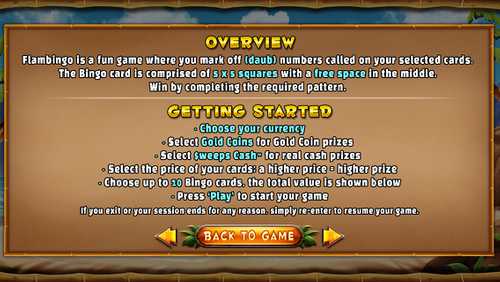 OVERVIEW
Flambingo is a fun game where you mark off (daub) numbers called on your selected cards.
The Bingo card is comprised of 5 x 5 squares with a free space in the middle.
Win by completing the required pattern.
GETTING STARTED
- Choose your currency
- Select Gold Coins for Gold Coin prizes
- Select $weeps Cash™ for real cash prizes
- Select the price of your cards: a higher price = higher prize
- Choose up to 10 Bingo cards, the total value is shown below
- Press 'Play' to start your game
If you exit or your session ends for any reason, simply re-enter to resume your game.
BACK TO GAME